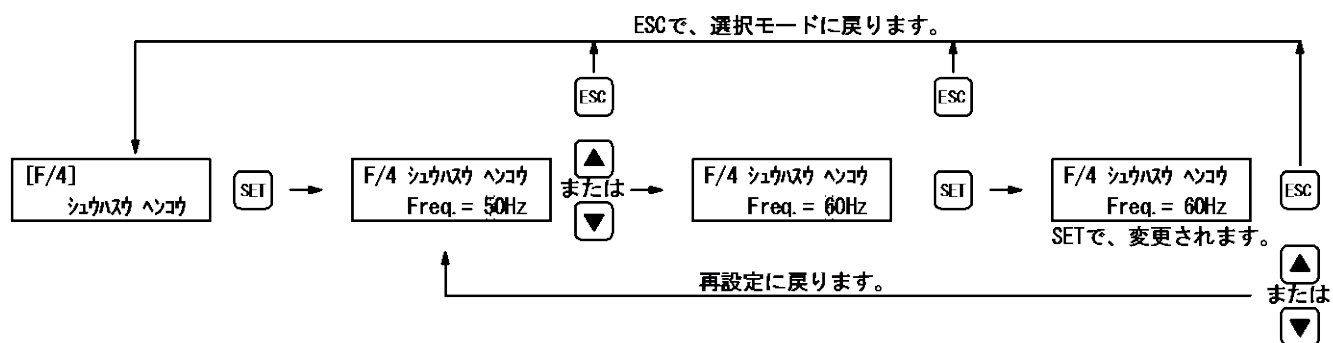 ESCで、選択モードに戻ります。
ESC
ESC
[F/4]
シュウハスウ ヘンコウ
SET
F/4 シュウハスウ ヘンコウ
Freq.= 50Hz
▲
または
▼
F/4 シュウハスウ ヘンコウ
Freq.= 60Hz
SET
F/4 シュウハスウ ヘンコウ
Freq.= 60Hz
SETで、変更されます。
ESC
再設定に戻ります。
▲
または
▼